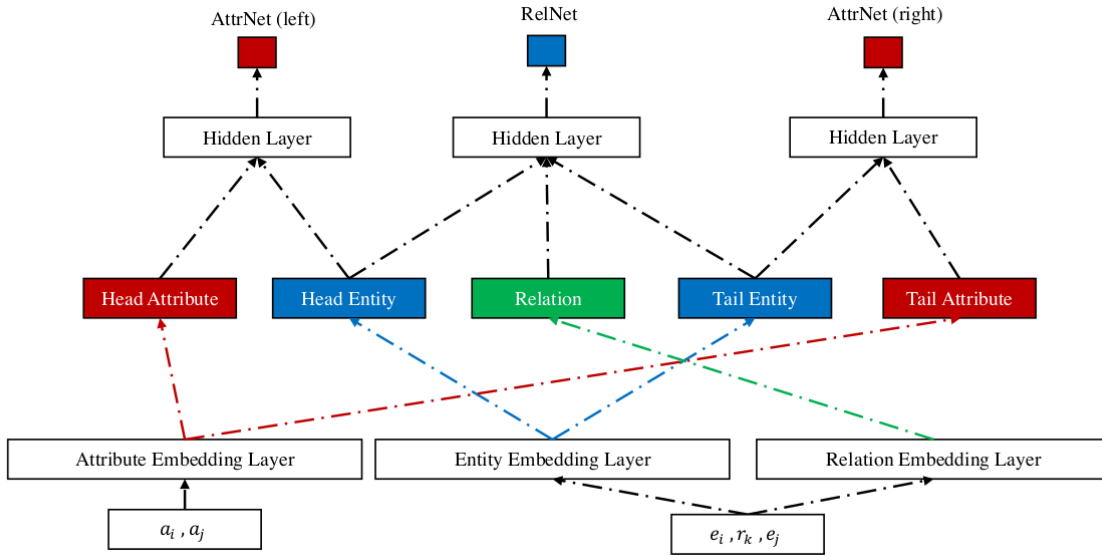 AttrNet (left)
RelNet
AttrNet (right)
Hidden Layer
Hidden Layer
Hidden Layer
Head Attribute
Head Entity
Relation
Tail Entity
Tail Attribute
Attribute Embedding Layer
Entity Embedding Layer
Relation Embedding Layer
a_i , a_j
e_i , r_k , e_j